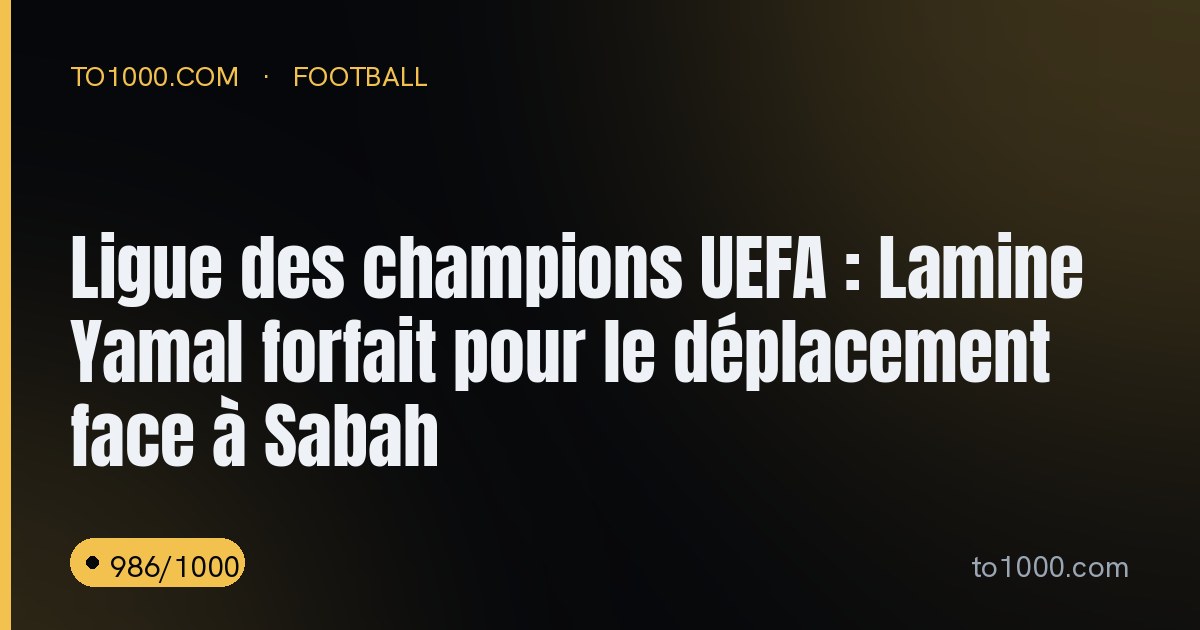 TO1000.COM · FOOTBALL
Ligue des champions UEFA : Lamine
Yamal forfait pour le déplacement
face à Sabah
986/1000
to1000.com